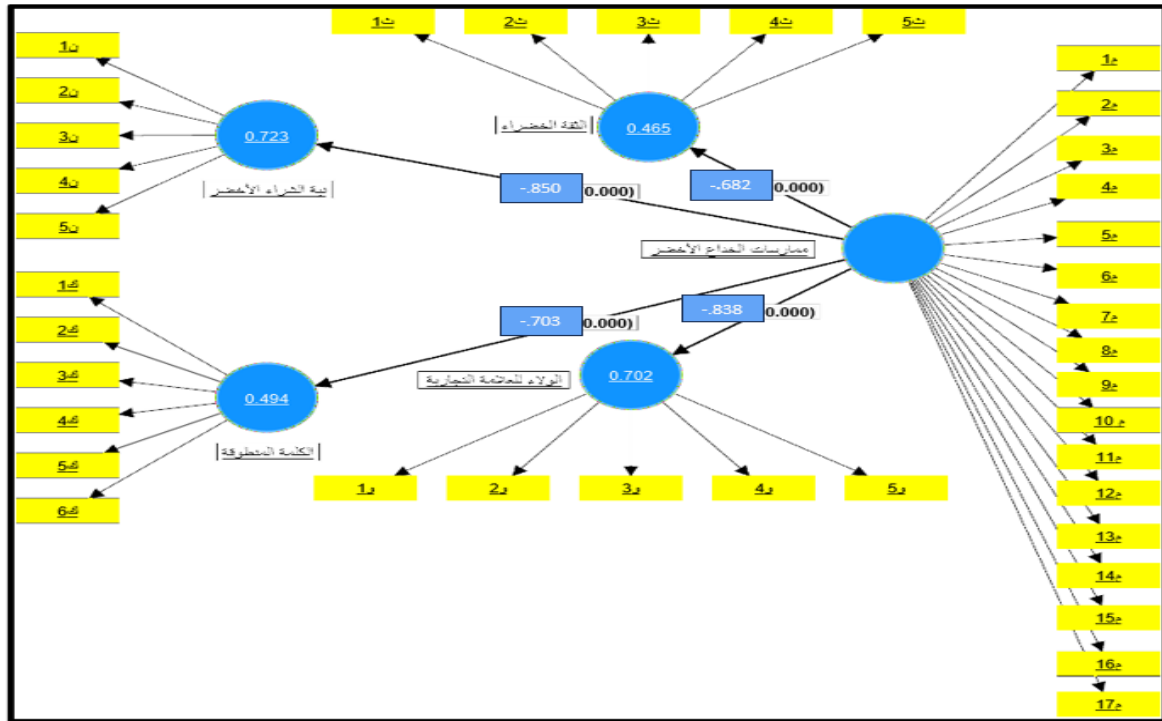 ث1
ث2
ث3
ث4
ث5
ن1
ن2
ن3
ن4
ن5
0.723
نية الشراء الأخضر
0.465
الثقة الخضراء
-.850
0.000)
-.682
0.000)
ممارسات الخداع الأخضر
-.703
0.000)
-.838
0.000)
ك1
ك2
ك3
ك4
ك5
ك6
0.494
الكلمة المنطوقة
0.702
الولاء للعلامة التجارية
و1
و2
و3
و4
و5
م1
م2
م3
م4
م5
م6
م7
م8
م9
م10
م11
م12
م13
م14
م15
م16
م17